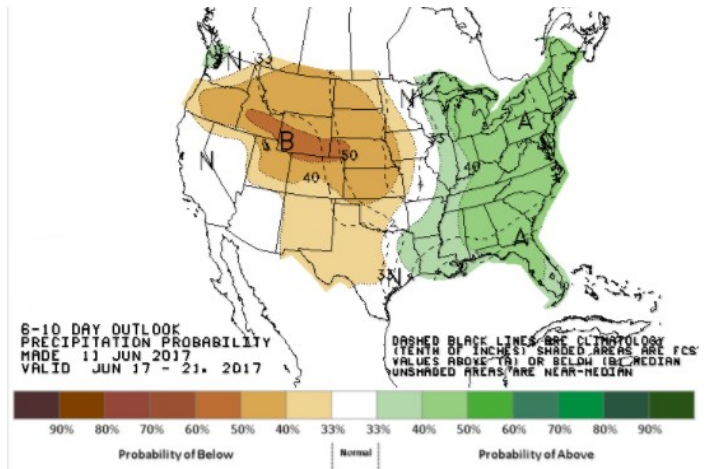 N
33
N
B
50
40
N
33
40
A
A
33
N
6-10 DAY OUTLOOK
PRECIPITATION PROBABILITY
MADE 11 JUN 2017
VALID JUN 17 - 21, 2017
DASHED BLACK LINES ARE CLIMATOLOGY
(TENTH OF INCHES) SHADED AREAS ARE FCST
VALUES ABOVE (A) OR BELOW (B) MEDIAN
UNSHADED AREAS ARE NEAR-MEDIAN
90% 80% 70% 60% 50% 40% 33% 33% 40% 50% 60% 70% 80% 90%
Probability of Below Normal Probability of Above